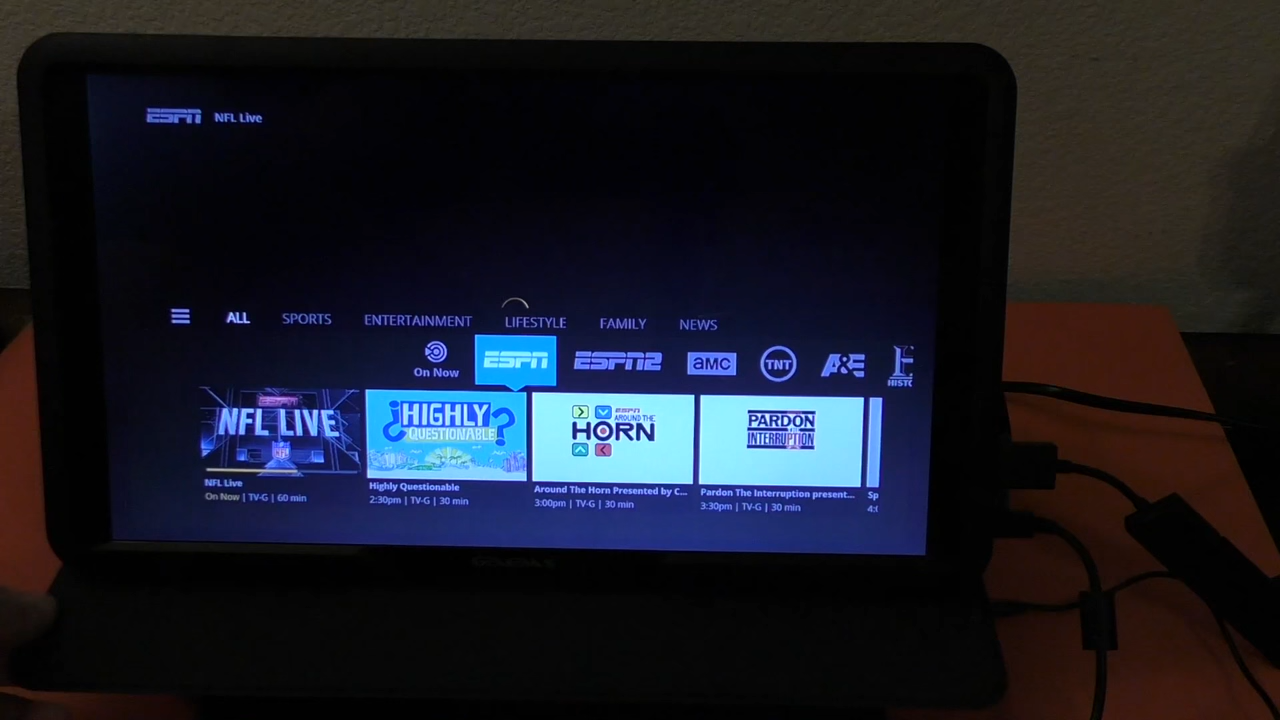 ESPN NFL Live
ALL SPORTS ENTERTAINMENT LIFESTYLE FAMILY NEWS
On Now ESPN ESPN2 aMC TNT A&E HISTO
NFL LIVE
¿HIGHLY QUESTIONABLE?
ESPN AROUND THE HORN
PARDON THE INTERRUPTION
NFL Live
On Now | TV-G | 60 min
Highly Questionable
2:30pm | TV-G | 30 min
Around The Horn Presented by C...
3:00pm | TV-G | 30 min
Pardon The Interruption present...
3:30pm | TV-G | 30 min
Sp
4: